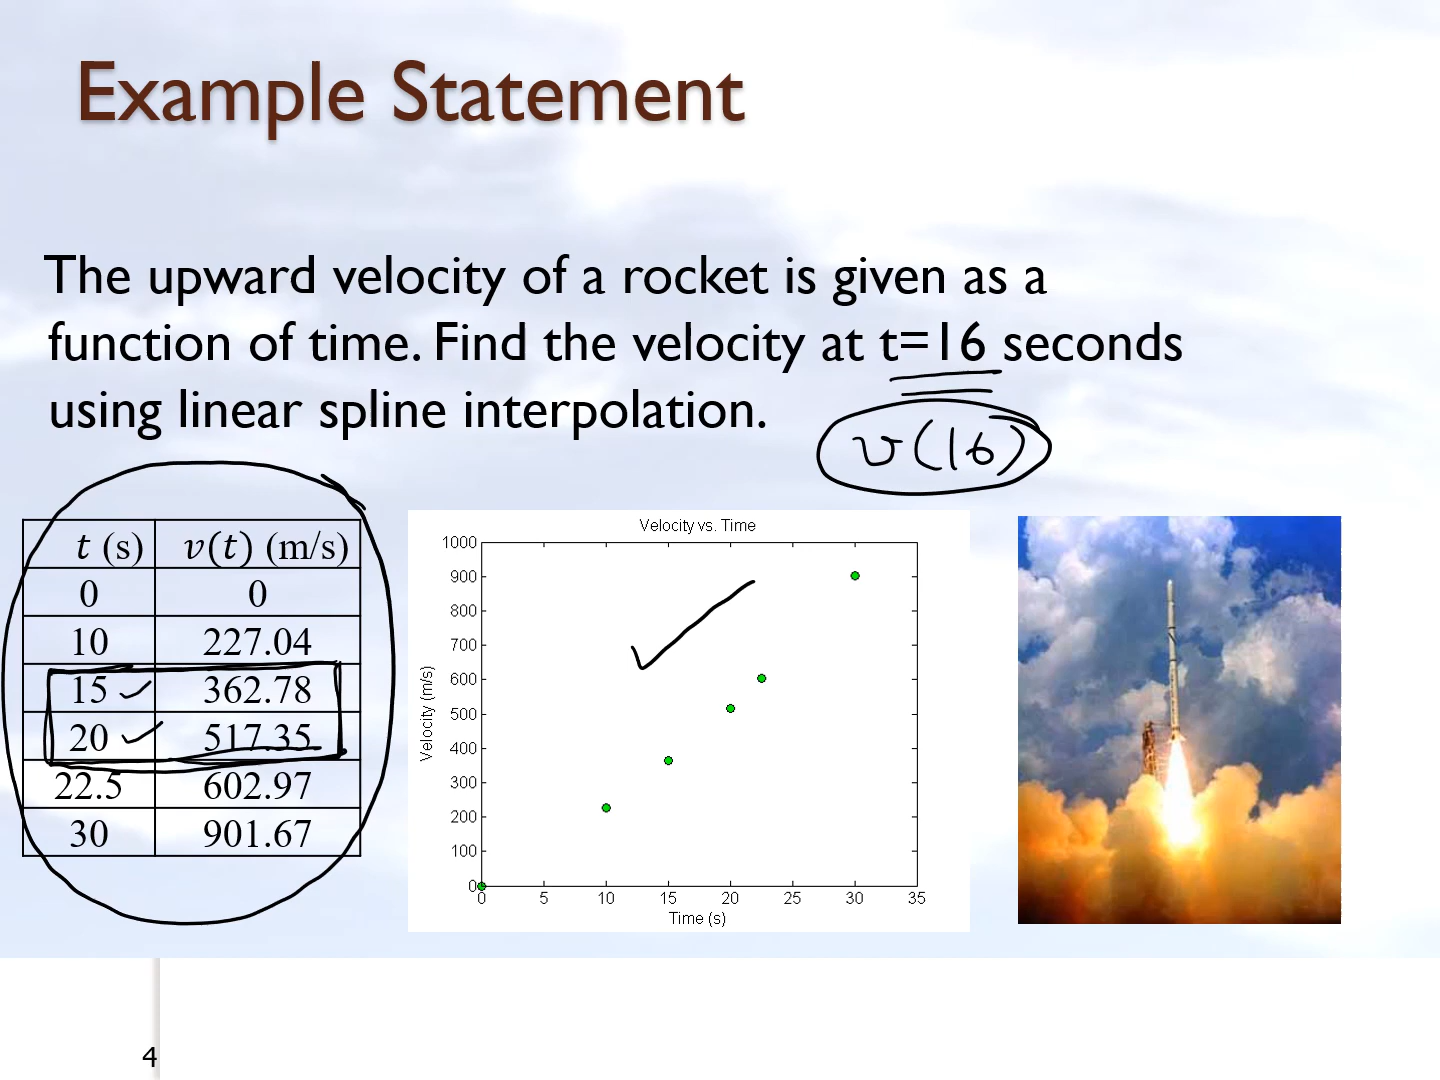 Example Statement
The upward velocity of a rocket is given as a
function of time. Find the velocity at t=16 seconds
using linear spline interpolation.
v(16)
t (s) v(t) (m/s)
0 0
10 227.04
15 362.78
20 517.35
22.5 602.97
30 901.67
Velocity vs. Time
Velocity (m/s)
1000
900
800
700
600
500
400
300
200
100
0
0 5 10 15 20 25 30 35
Time (s)
4